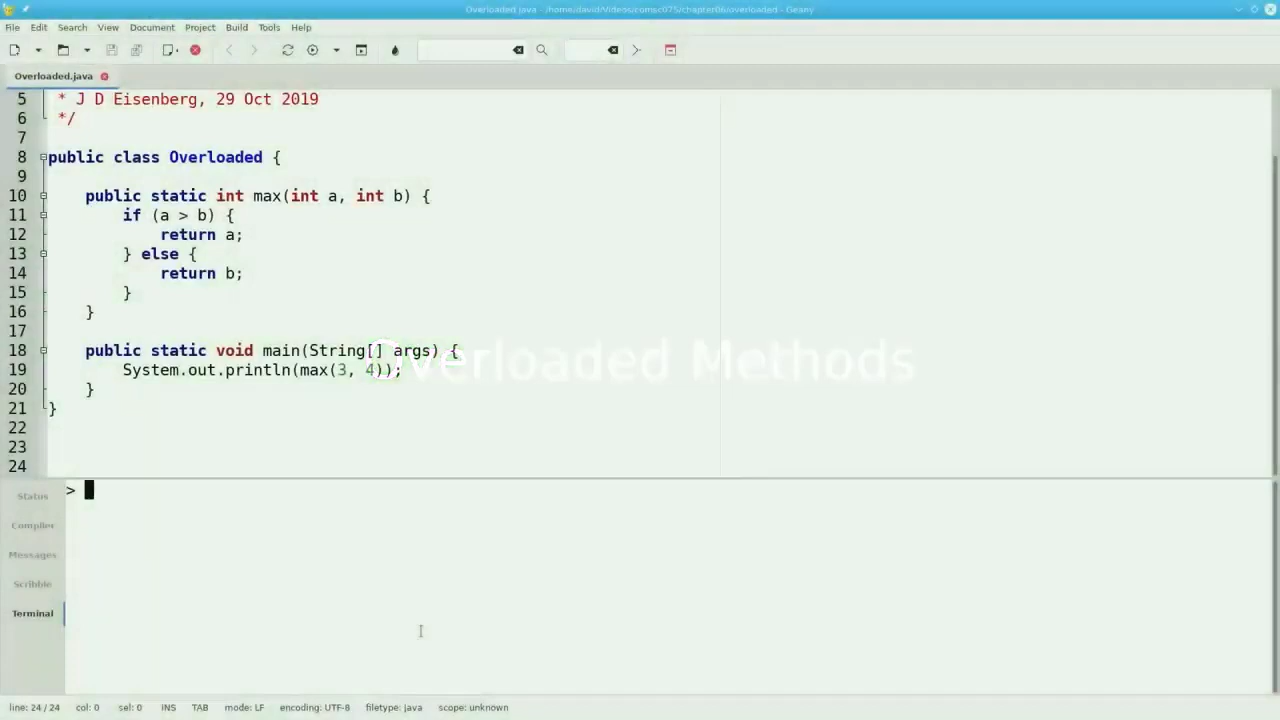 Overloaded.java - /home/david/Videos/comsc075/chapter06/overloaded - Geany
File Edit Search View Document Project Build Tools Help
Overloaded.java
5 * J D Eisenberg, 29 Oct 2019
6 */
7
8 public class Overloaded {
9
10 public static int max(int a, int b) {
11 if (a > b) {
12 return a;
13 } else {
14 return b;
15 }
16 }
17
18 public static void main(String[] args) {
19 System.out.println(max(3, 4));
20 }
21 }
22
23
24
Overloaded Methods
>
Status
Compiler
Messages
Scribble
Terminal
line: 24 / 24 col: 0 sel: 0 INS TAB mode: LF encoding: UTF-8 filetype: java scope: unknown